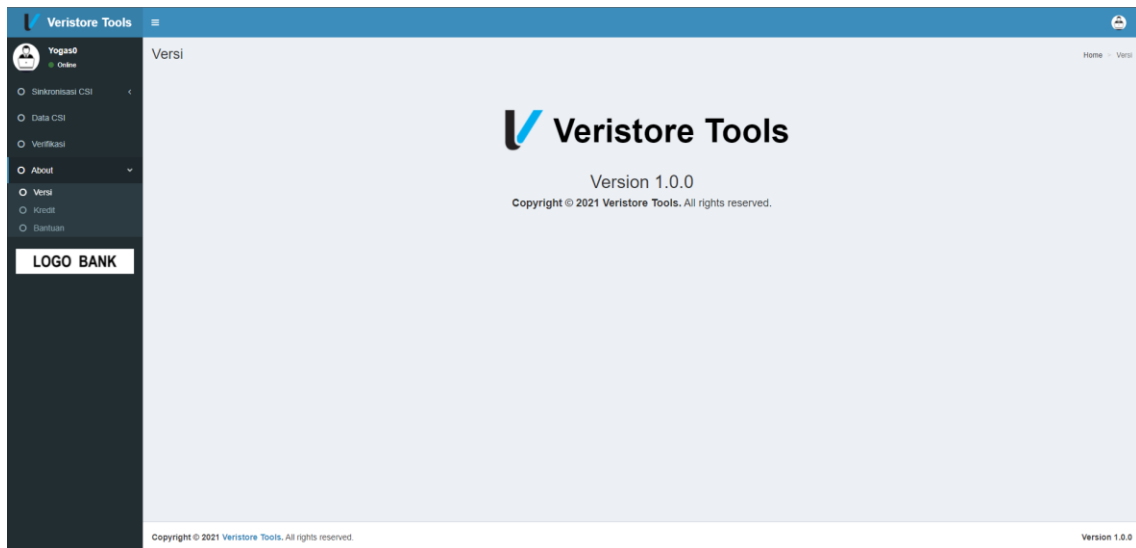 Veristore Tools
Yogas0
Online
Sinkronisasi CSI
Data CSI
Verifikasi
About
Versi
Kredit
Bantuan
LOGO BANK
Versi
Home > Versi
Veristore Tools
Version 1.0.0
Copyright © 2021 Veristore Tools. All rights reserved.
Copyright © 2021 Veristore Tools. All rights reserved.
Version 1.0.0